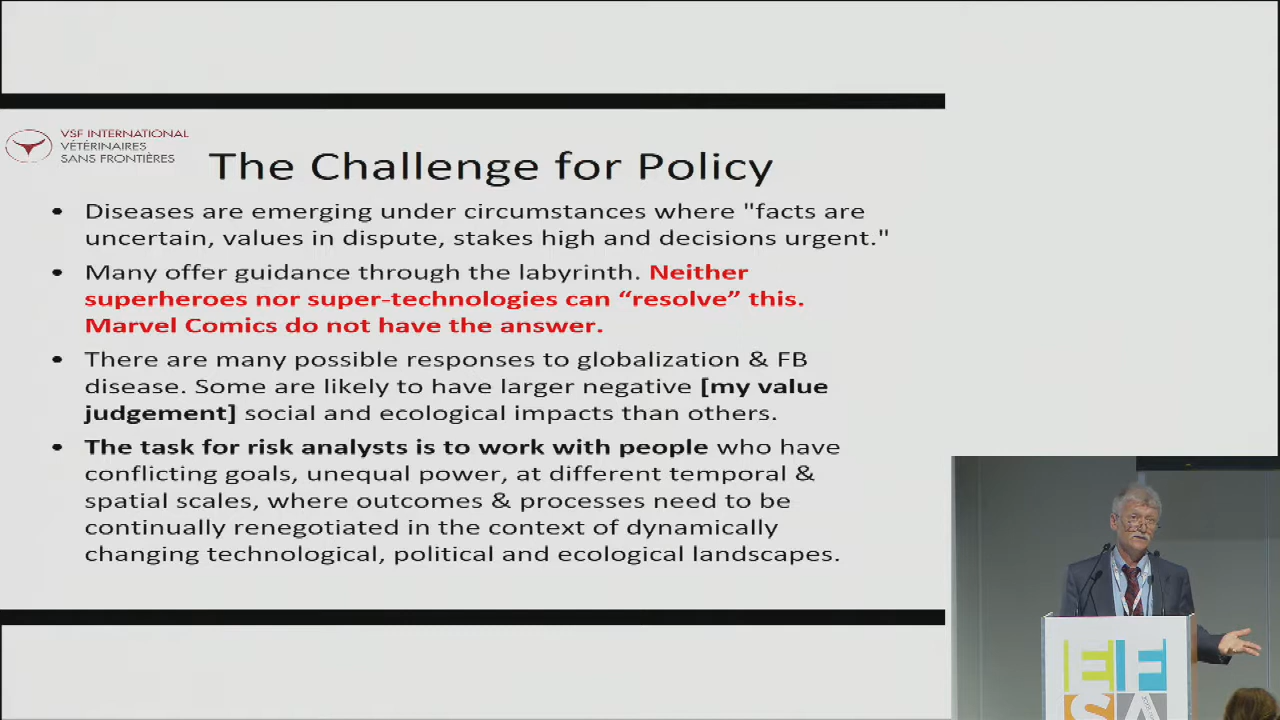 VSF INTERNATIONAL
VÉTÉRINAIRES
SANS FRONTIÈRES
The Challenge for Policy
• Diseases are emerging under circumstances where "facts are
uncertain, values in dispute, stakes high and decisions urgent."
• Many offer guidance through the labyrinth. Neither
superheroes nor super-technologies can “resolve” this.
Marvel Comics do not have the answer.
• There are many possible responses to globalization & FB
disease. Some are likely to have larger negative [my value
judgement] social and ecological impacts than others.
• The task for risk analysts is to work with people who have
conflicting goals, unequal power, at different temporal &
spatial scales, where outcomes & processes need to be
continually renegotiated in the context of dynamically
changing technological, political and ecological landscapes.
EF
SA